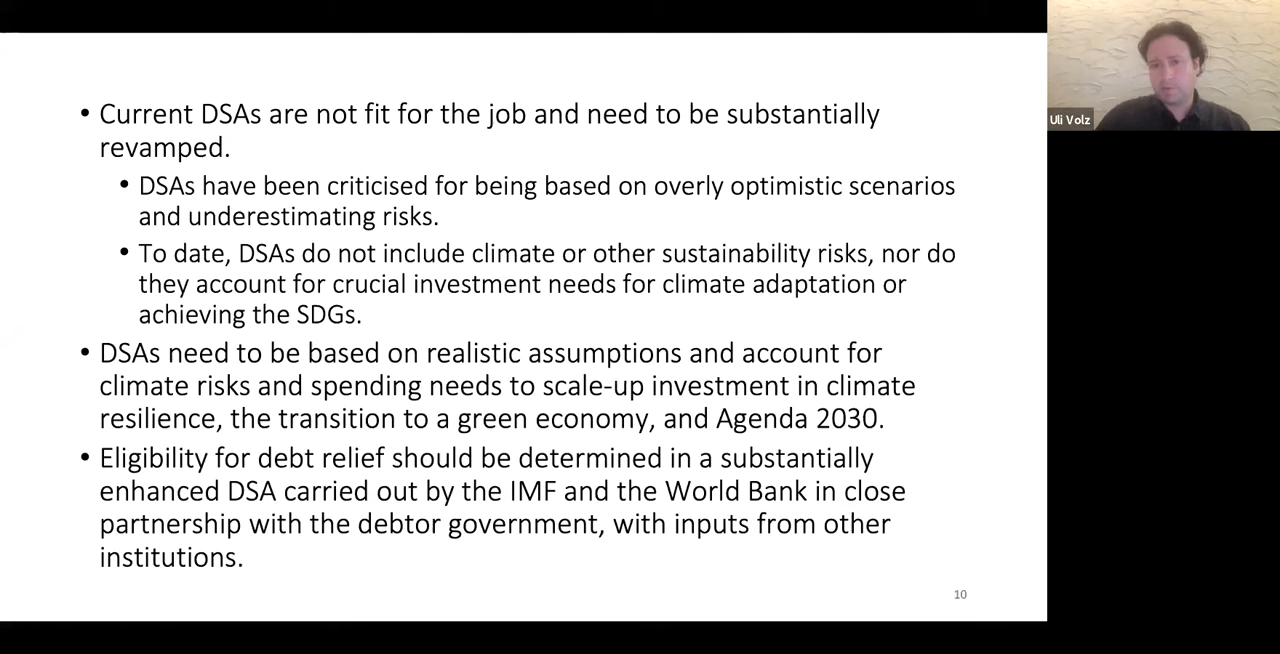 • Current DSAs are not fit for the job and need to be substantially
revamped.
• DSAs have been criticised for being based on overly optimistic scenarios
and underestimating risks.
• To date, DSAs do not include climate or other sustainability risks, nor do
they account for crucial investment needs for climate adaptation or
achieving the SDGs.
• DSAs need to be based on realistic assumptions and account for
climate risks and spending needs to scale-up investment in climate
resilience, the transition to a green economy, and Agenda 2030.
• Eligibility for debt relief should be determined in a substantially
enhanced DSA carried out by the IMF and the World Bank in close
partnership with the debtor government, with inputs from other
institutions.
10
Uli Volz